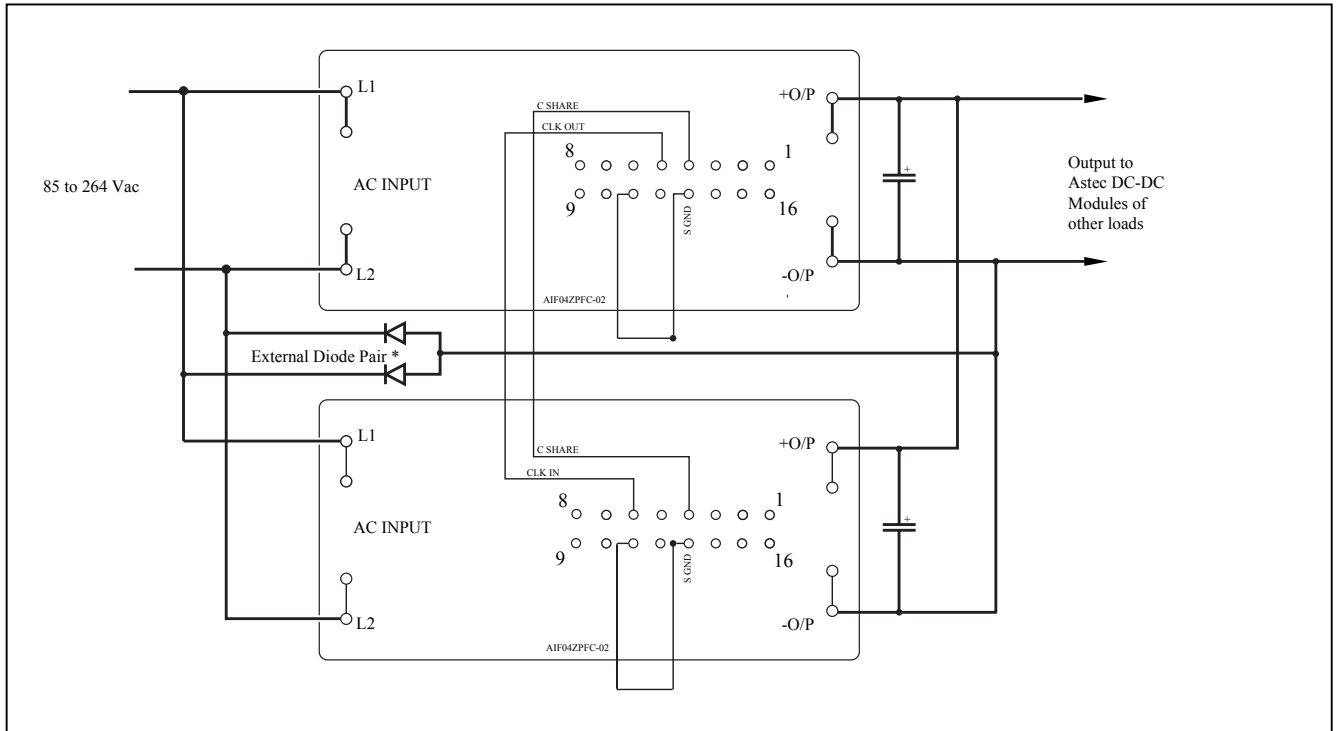 L1
+O/P
C SHARE
CLK OUT
8
1
85 to 264 Vac
AC INPUT
Output to
Astec DC-DC
Modules of
other loads
9
S GND
16
L2
-O/P
AIF04ZPFC-02
External Diode Pair *
L1
+O/P
C SHARE
CLK IN
8
1
AC INPUT
9
S GND
16
L2
-O/P
AIF04ZPFC-02
+
+